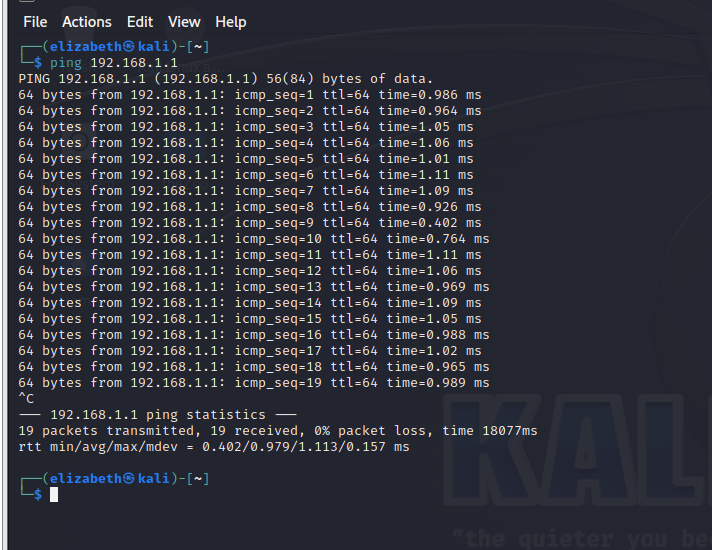 File Actions Edit View Help
┌──(elizabeth㉿kali)-[~]
└─$ ping 192.168.1.1
PING 192.168.1.1 (192.168.1.1) 56(84) bytes of data.
64 bytes from 192.168.1.1: icmp_seq=1 ttl=64 time=0.986 ms
64 bytes from 192.168.1.1: icmp_seq=2 ttl=64 time=0.964 ms
64 bytes from 192.168.1.1: icmp_seq=3 ttl=64 time=1.05 ms
64 bytes from 192.168.1.1: icmp_seq=4 ttl=64 time=1.06 ms
64 bytes from 192.168.1.1: icmp_seq=5 ttl=64 time=1.01 ms
64 bytes from 192.168.1.1: icmp_seq=6 ttl=64 time=1.11 ms
64 bytes from 192.168.1.1: icmp_seq=7 ttl=64 time=1.09 ms
64 bytes from 192.168.1.1: icmp_seq=8 ttl=64 time=0.926 ms
64 bytes from 192.168.1.1: icmp_seq=9 ttl=64 time=0.402 ms
64 bytes from 192.168.1.1: icmp_seq=10 ttl=64 time=0.764 ms
64 bytes from 192.168.1.1: icmp_seq=11 ttl=64 time=1.11 ms
64 bytes from 192.168.1.1: icmp_seq=12 ttl=64 time=1.06 ms
64 bytes from 192.168.1.1: icmp_seq=13 ttl=64 time=0.969 ms
64 bytes from 192.168.1.1: icmp_seq=14 ttl=64 time=1.09 ms
64 bytes from 192.168.1.1: icmp_seq=15 ttl=64 time=1.05 ms
64 bytes from 192.168.1.1: icmp_seq=16 ttl=64 time=0.988 ms
64 bytes from 192.168.1.1: icmp_seq=17 ttl=64 time=1.02 ms
64 bytes from 192.168.1.1: icmp_seq=18 ttl=64 time=0.965 ms
64 bytes from 192.168.1.1: icmp_seq=19 ttl=64 time=0.989 ms
^C
--- 192.168.1.1 ping statistics ---
19 packets transmitted, 19 received, 0% packet loss, time 18077ms
rtt min/avg/max/mdev = 0.402/0.979/1.113/0.157 ms
┌──(elizabeth㉿kali)-[~]
└─$
KAL
"the quieter you be